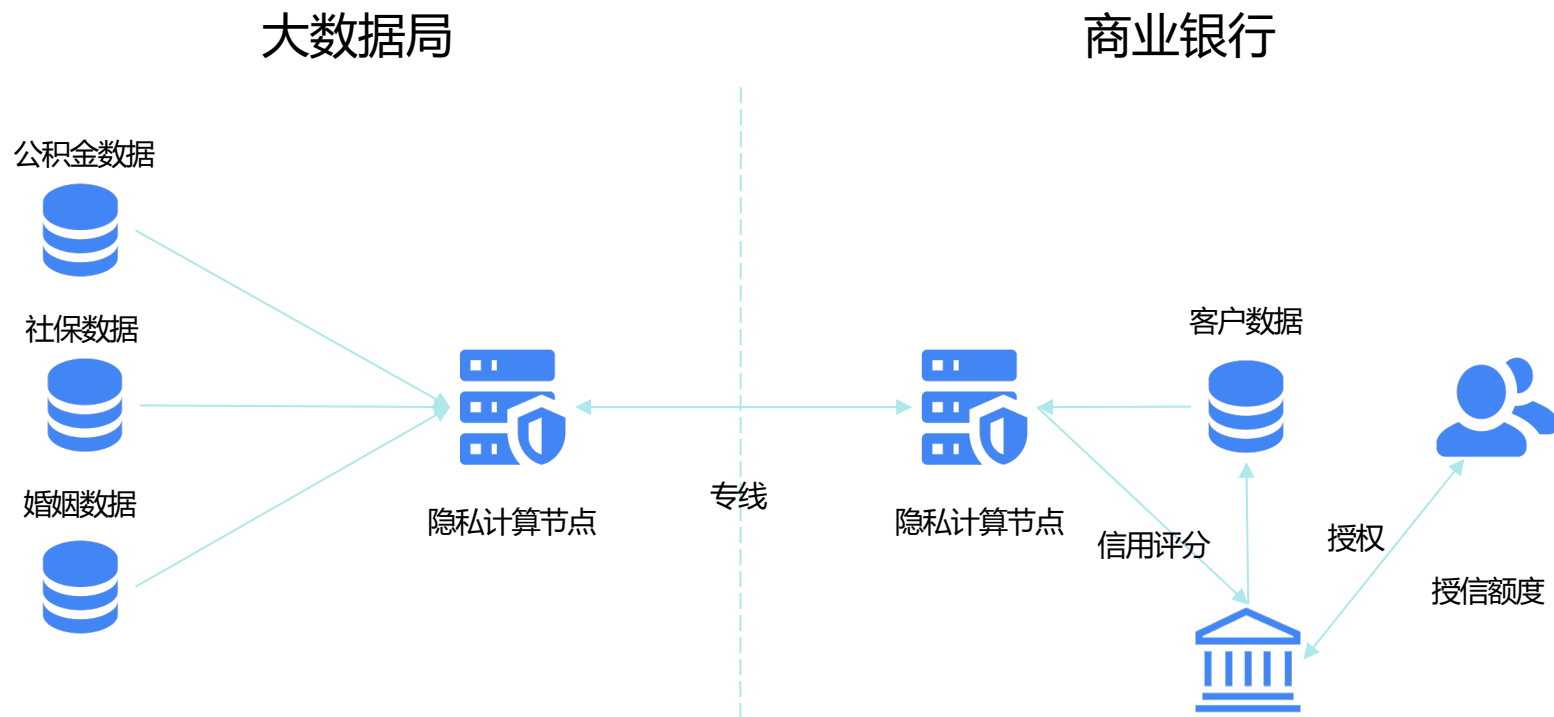 大数据局
商业银行
公积金数据
社保数据
婚姻数据
隐私计算节点
专线
隐私计算节点
客户数据
信用评分
授权
授信额度